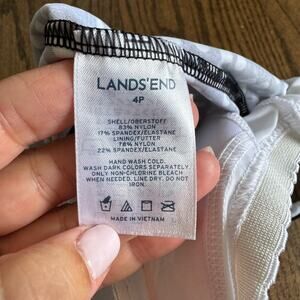 LANDS'END
4P
SHELL/OBERSTOFF
83% NYLON
17% SPANDEX/ELASTANE
LINING/FUTTER
78% NYLON
22% SPANDEX/ELASTANE
HAND WASH COLD.
WASH DARK COLORS SEPARATELY.
ONLY NON-CHLORINE BLEACH
WHEN NEEDED. LINE DRY. DO NOT
IRON.
MADE IN VIETNAM